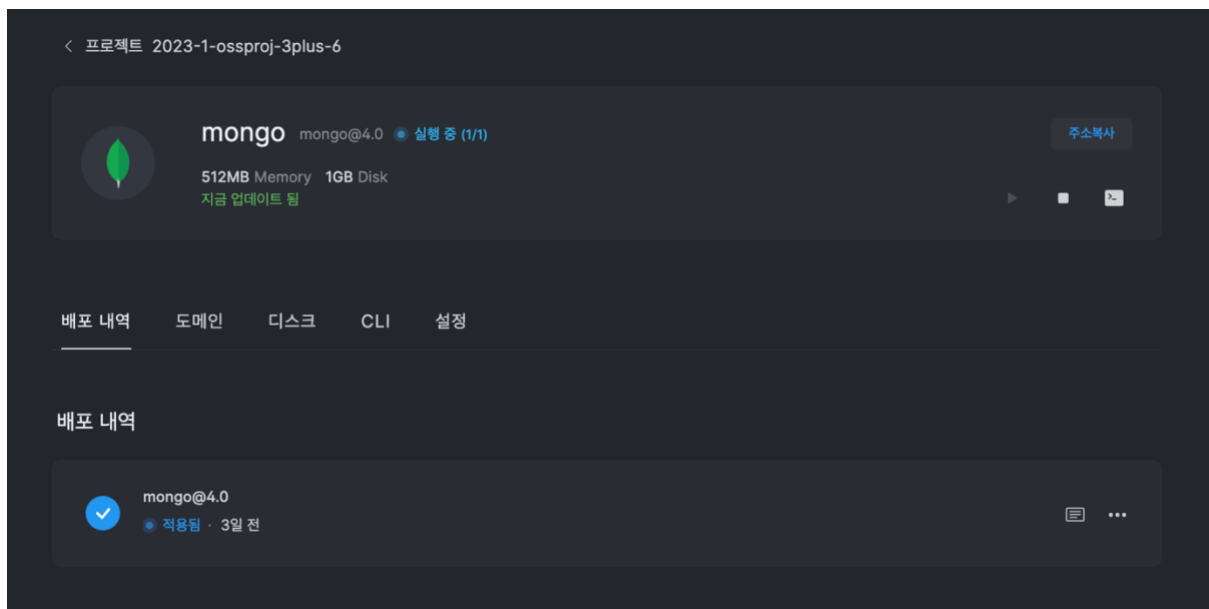 < 프로젝트 2023-1-ossproj-3plus-6
mongo mongo@4.0 실행 중 (1/1)
주소복사
512MB Memory 1GB Disk
지금 업데이트 됨
배포 내역 도메인 디스크 CLI 설정
배포 내역
mongo@4.0
적용됨 · 3일 전